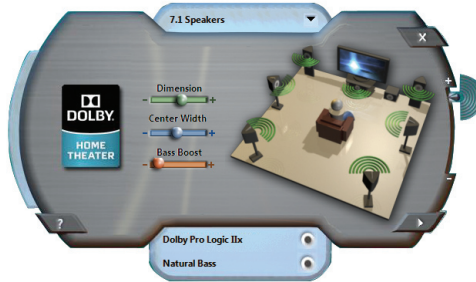 7.1 Speakers
X
DOLBY
HOME
THEATER
Dimension
- +
Center Width
- +
Bass Boost
- +
+
-
?
Dolby Pro Logic IIx
Natural Bass